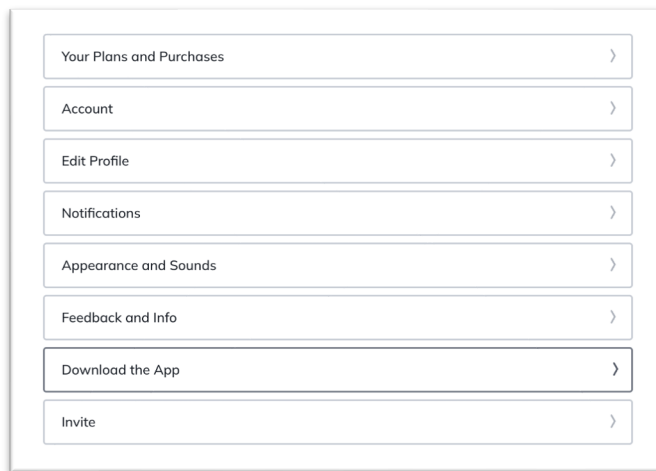 Your Plans and Purchases
Account
Edit Profile
Notifications
Appearance and Sounds
Feedback and Info
Download the App
Invite